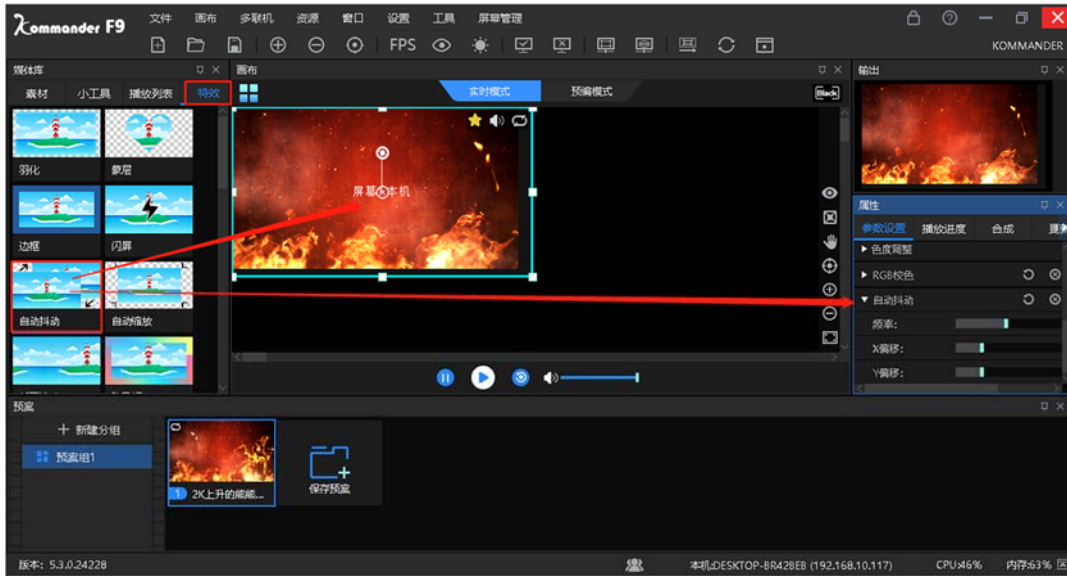 Kommander F9
文件 画布 多联机 资源 窗口 设置 工具 屏幕管理
FPS
KOMMANDER
媒体库
画布
输出
素材 小工具 播放列表 特效
实时模式 预编模式
Black
羽化 蒙层
屏幕1:本机
属性
参数设置 播放进度 合成
边框 闪屏
色度调整
RGB校色
自动抖动
自动抖动 自动缩放
频率:
X偏移:
Y偏移:
预案
新建分组
预案组1
1 2K上升的能能...
保存预案
版本: 5.3.0.24228
本机:DESKTOP-BR428EB (192.168.10.117) CPU:46% 内存:63%